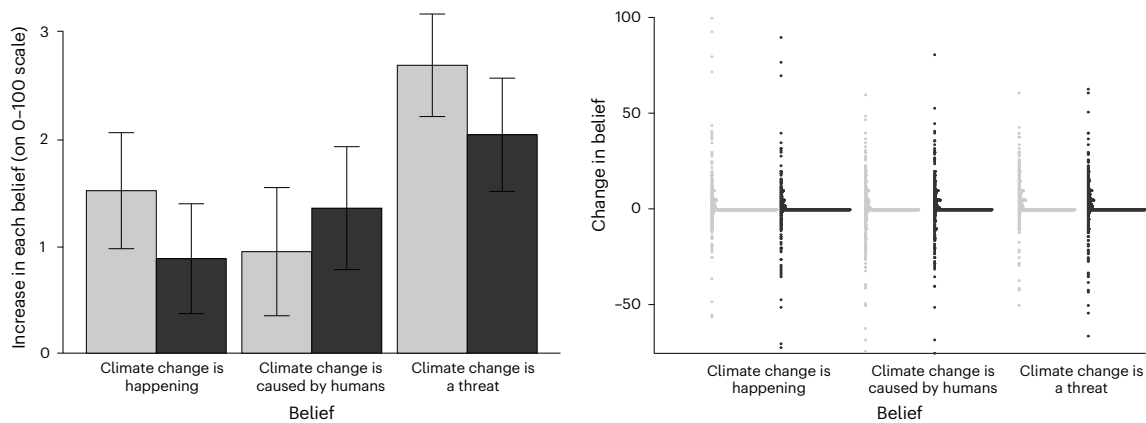 Increase in each belief (on 0–100 scale)
3
2
1
0
Climate change is
happening
Climate change is
caused by humans
Climate change is
a threat
Belief
Change in belief
100
50
0
–50
Climate change is
happening
Climate change is
caused by humans
Climate change is
a threat
Belief